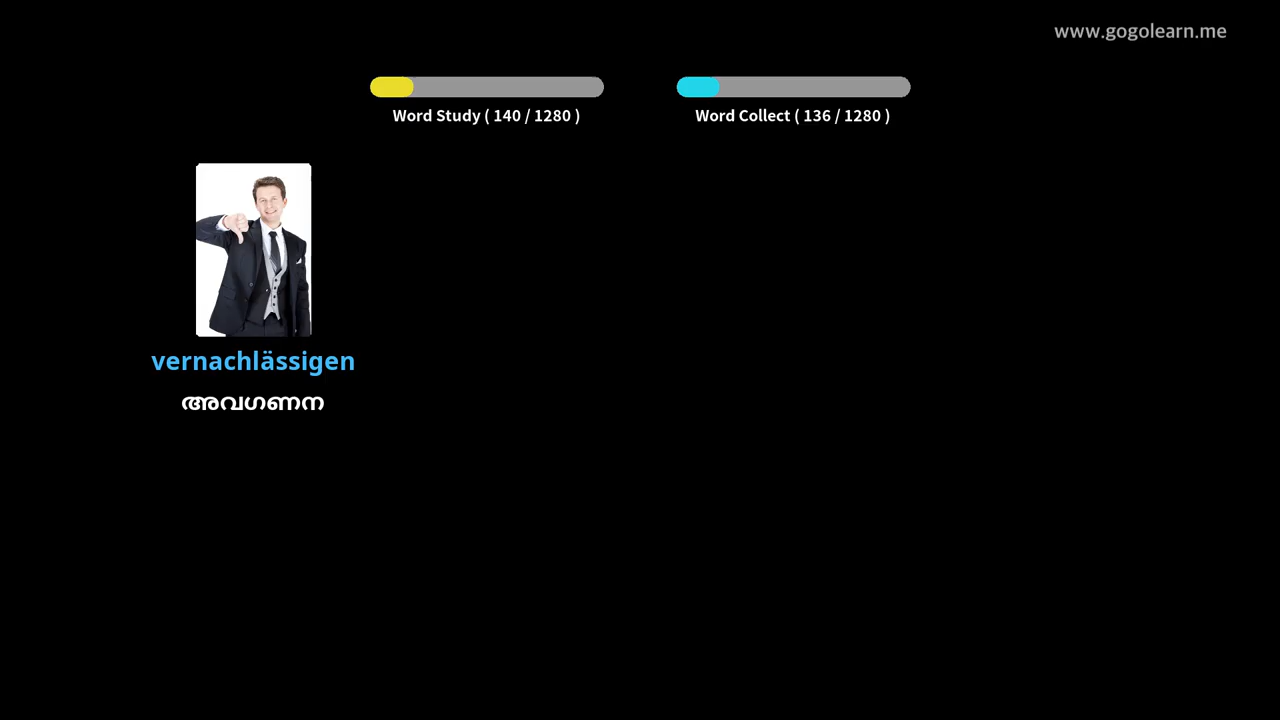 www.gogolearn.me
Word Study ( 140 / 1280 )
Word Collect ( 136 / 1280 )
vernachlässigen
അവഗണന